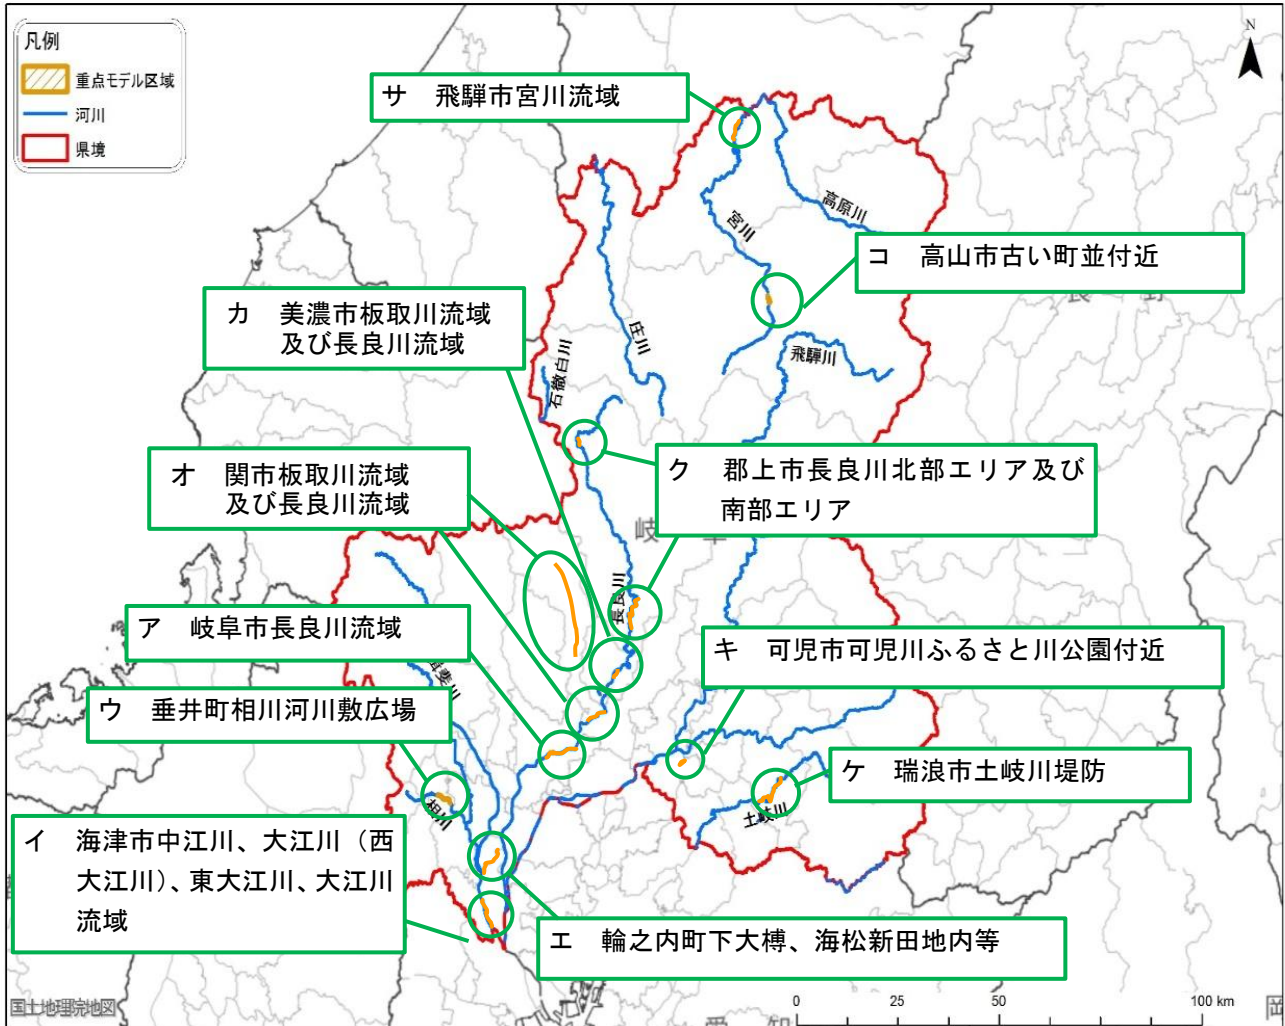 凡例
重点モデル区域
河川
県境
N
サ 飛騨市宮川流域
高原川
宮川
コ 高山市古い町並付近
カ 美濃市板取川流域
及び長良川流域
庄川
飛騨川
石徹白川
オ 関市板取川流域
及び長良川流域
ク 郡上市長良川北部エリア及び
南部エリア
岐
長良川
ア 岐阜市長良川流域
キ 可児市可児川ふるさと川公園付近
ウ 垂井町相川河川敷広場
ケ 瑞浪市土岐川堤防
相川
土岐川
イ 海津市中江川、大江川（西
大江川）、東大江川、大江川
流域
エ 輪之内町下大榑、海松新田地内等
国土地理院地図
0 25 50 100 km
岡